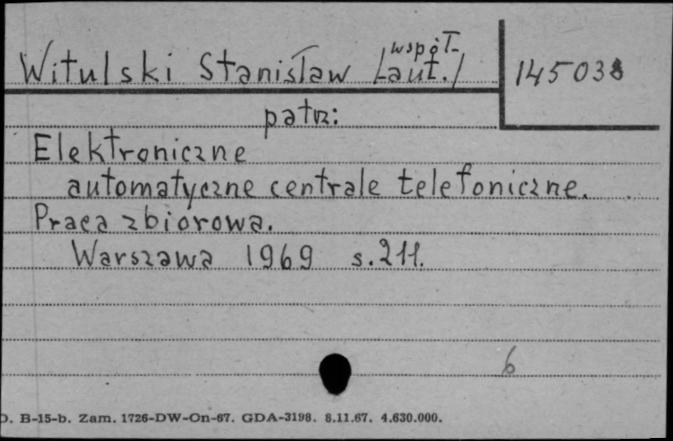 Witulski Stanisław /współ-
aut./
145038
patrz:
Elektroniczne
automatyczne centrale telefoniczne.
Praca zbiorowa.
Warszawa 1969 s.211.
6
D. B-15-b. Zam. 1726-DW-On-67. GDA-3198. 8.11.67. 4.630.000.